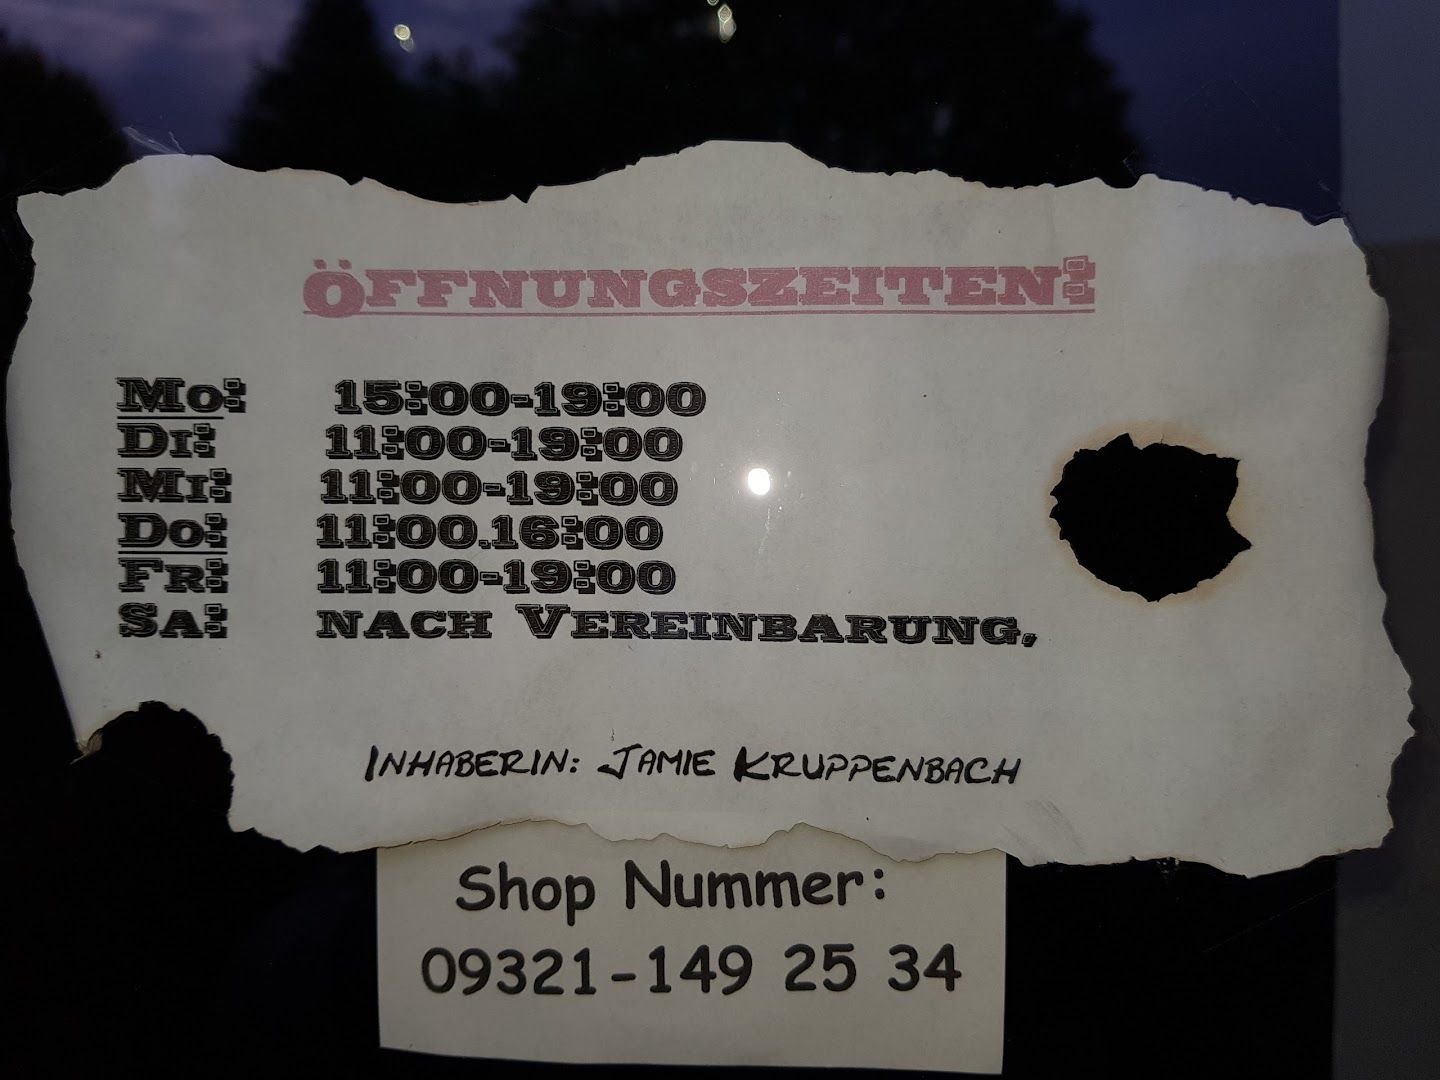 Öffnungszeiten:
Mo: 15:00-19:00
Di: 11:00-19:00
Mi: 11:00-19:00
Do: 11:00.16:00
Fr: 11:00-19:00
Sa: nach Vereinbarung,
INHABERIN: JAMIE KRUPPENBACH
Shop Nummer:
09321-149 25 34